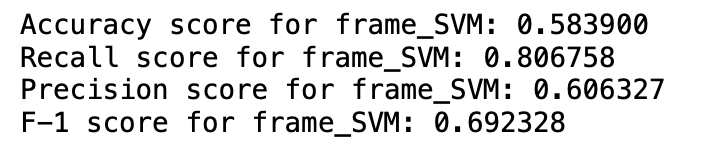 Accuracy score for frame_SVM: 0.583900
Recall score for frame_SVM: 0.806758
Precision score for frame_SVM: 0.606327
F-1 score for frame_SVM: 0.692328